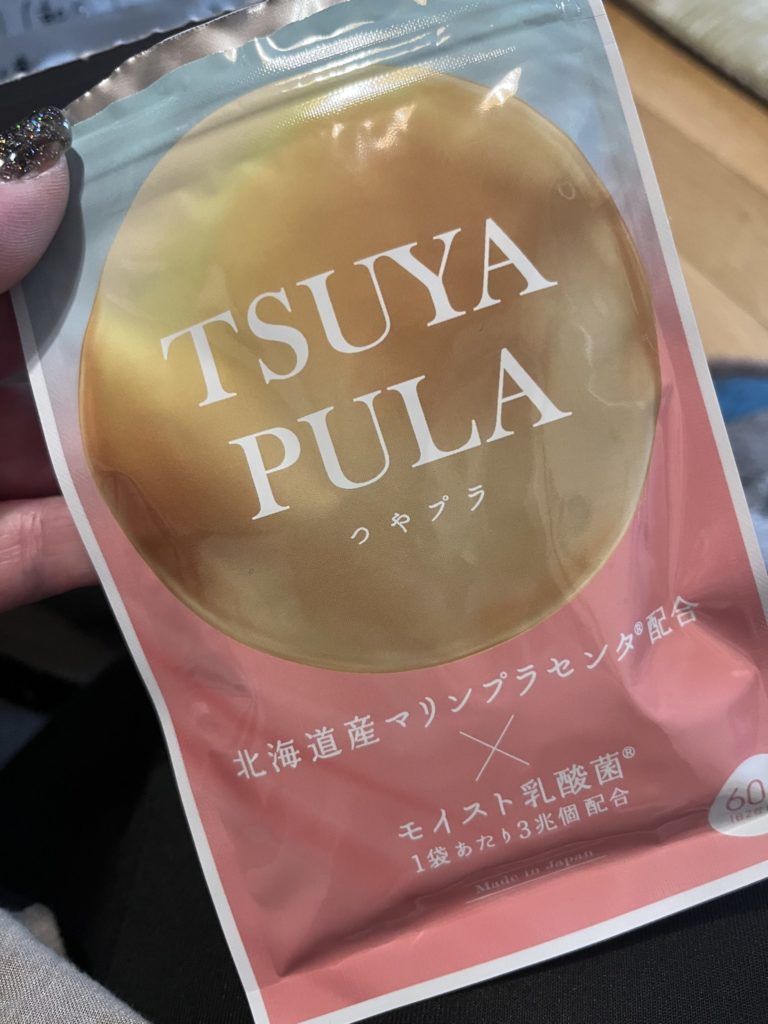 TSUYA
PULA
つやプラ
北海道産マリンプラセンタ®配合
×
モイスト乳酸菌®
1袋あたり3兆個配合
60
Made in Japan